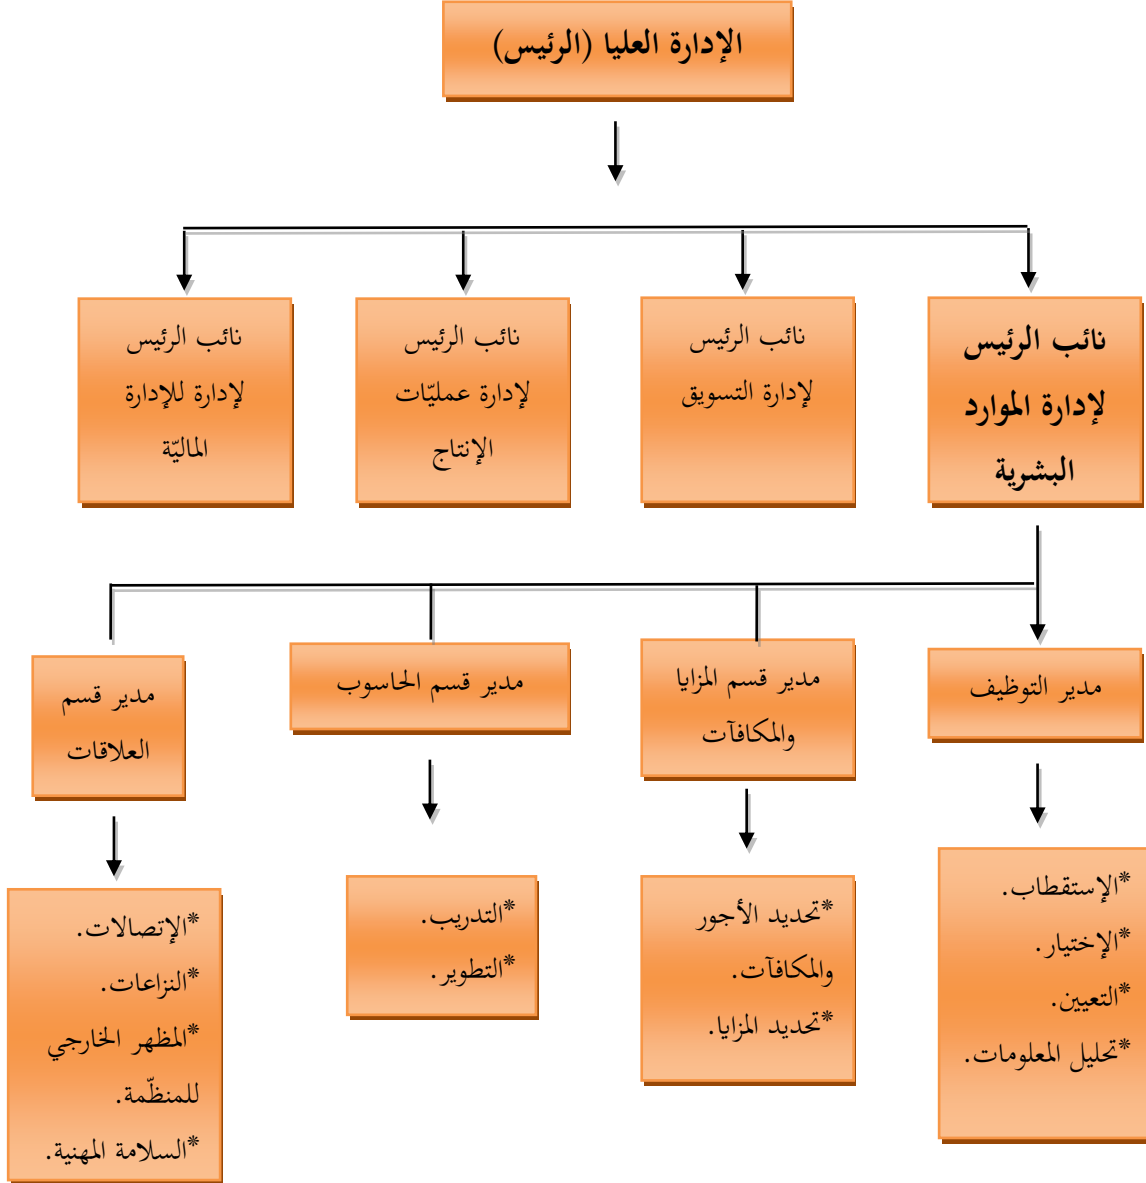 الإدارة العليا (الرئيس)
نائب الرئيس
لإدارة الموارد
البشرية
نائب الرئيس
لإدارة التسويق
نائب الرئيس
لإدارة عمليّات
الإنتاج
نائب الرئيس
لإدارة للإدارة
الماليّة
مدير التوظيف
مدير قسم المزايا
والمكافآت
مدير قسم الحاسوب
مدير قسم
العلاقات
*الإستقطاب.
*الإختيار.
*التعيين.
*تحليل المعلومات.
*تحديد الأجور
والمكافآت.
*تحديد المزايا.
*التدريب.
*التطوير.
*الإتصالات.
*النزاعات.
*المظهر الخارجي
للمنظّمة.
*السلامة المهنية.